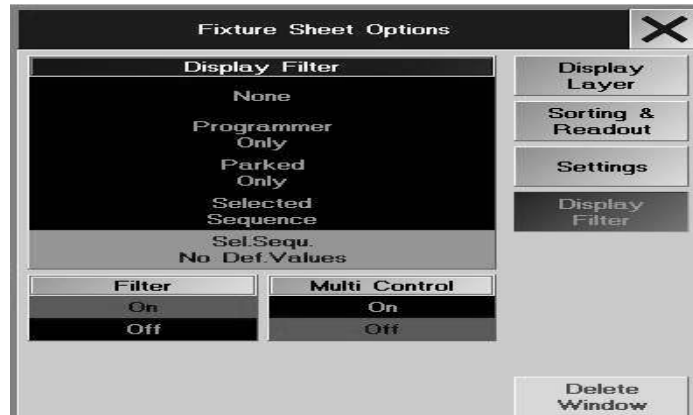 Fixture Sheet Options
Display Filter
None
Programmer
Only
Parked
Only
Selected
Sequence
Sel.Sequ.
No Def.Values
Filter
On
Off
Multi Control
On
Off
Display
Layer
Sorting &
Readout
Settings
Display
Filter
Delete
Window